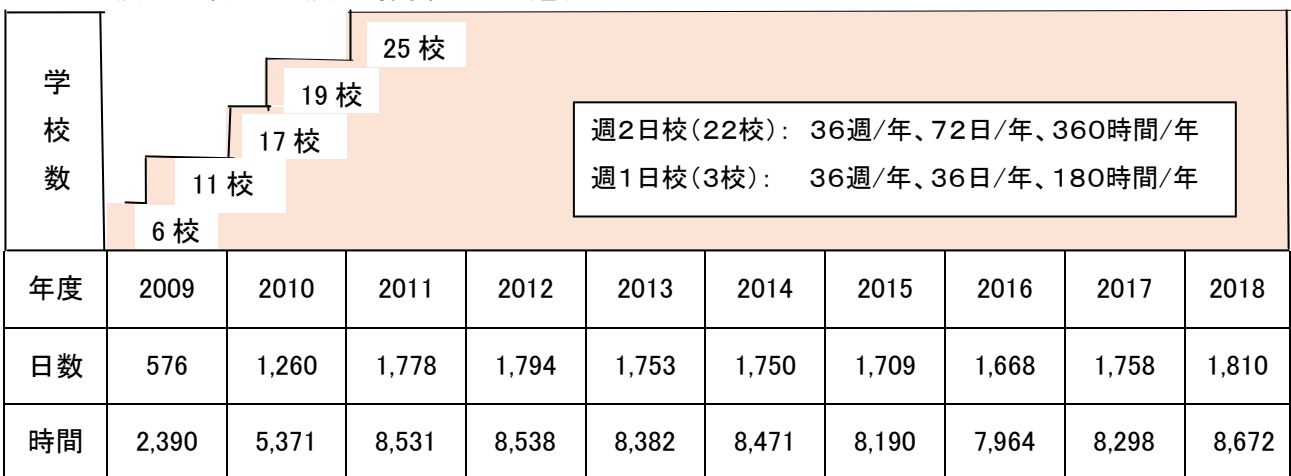 25 校
19 校
17 校
11 校
6 校
学校数
週2日校(22校)： 36週/年、72日/年、360時間/年
週1日校(3校)： 36週/年、36日/年、180時間/年
年度 2009 2010 2011 2012 2013 2014 2015 2016 2017 2018
日数 576 1,260 1,778 1,794 1,753 1,750 1,709 1,668 1,758 1,810
時間 2,390 5,371 8,531 8,538 8,382 8,471 8,190 7,964 8,298 8,672